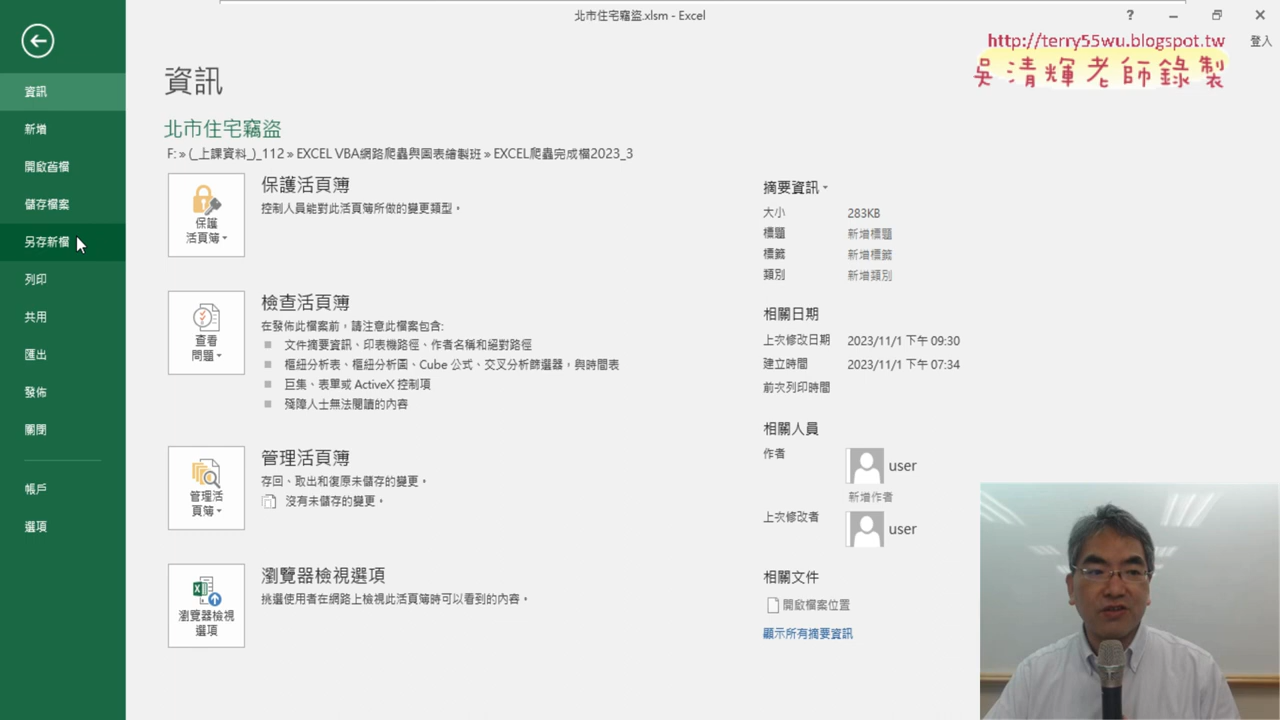 北市住宅竊盜.xlsm - Excel
?
http://terry55wu.blogspot.tw
登入
吳清輝老師錄製
資訊
新增
開啟舊檔
儲存檔案
另存新檔
列印
共用
匯出
發佈
關閉
帳戶
選項
資訊
北市住宅竊盜
F: » (_上課資料_)_112 » EXCEL VBA網路爬蟲與圖表繪製班 » EXCEL爬蟲完成檔2023_3
保護
活頁簿
保護活頁簿
控制人員能對此活頁簿所做的變更類型。
查看
問題
檢查活頁簿
在發佈此檔案前，請注意此檔案包含:
文件摘要資訊、印表機路徑、作者名稱和絕對路徑
樞紐分析表、樞紐分析圖、Cube 公式、交叉分析篩選器，與時間表
巨集、表單或 ActiveX 控制項
殘障人士無法閱讀的內容
管理活
頁簿
管理活頁簿
存回、取出和復原未儲存的變更。
沒有未儲存的變更。
瀏覽器檢視
選項
瀏覽器檢視選項
挑選使用者在網路上檢視此活頁簿時可以看到的內容。
摘要資訊
大小 283KB
標題 新增標題
標籤 新增標籤
類別 新增類別
相關日期
上次修改日期 2023/11/1 下午 09:30
建立時間 2023/11/1 下午 07:34
前次列印時間
相關人員
作者 user
新增作者
上次修改者 user
相關文件
開啟檔案位置
顯示所有摘要資訊